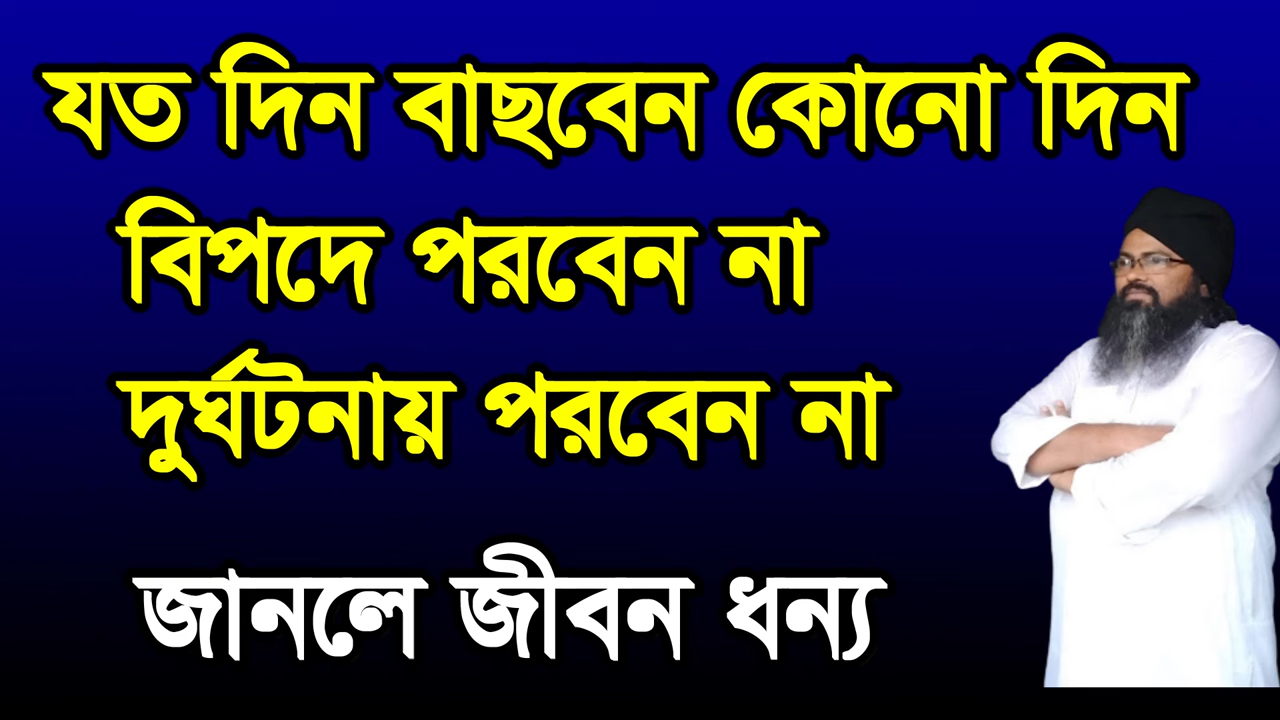 যত দিন বাছবেন কোনো দিন
বিপদে পরবেন না
দুর্ঘটনায় পরবেন না
জানলে জীবন ধন্য